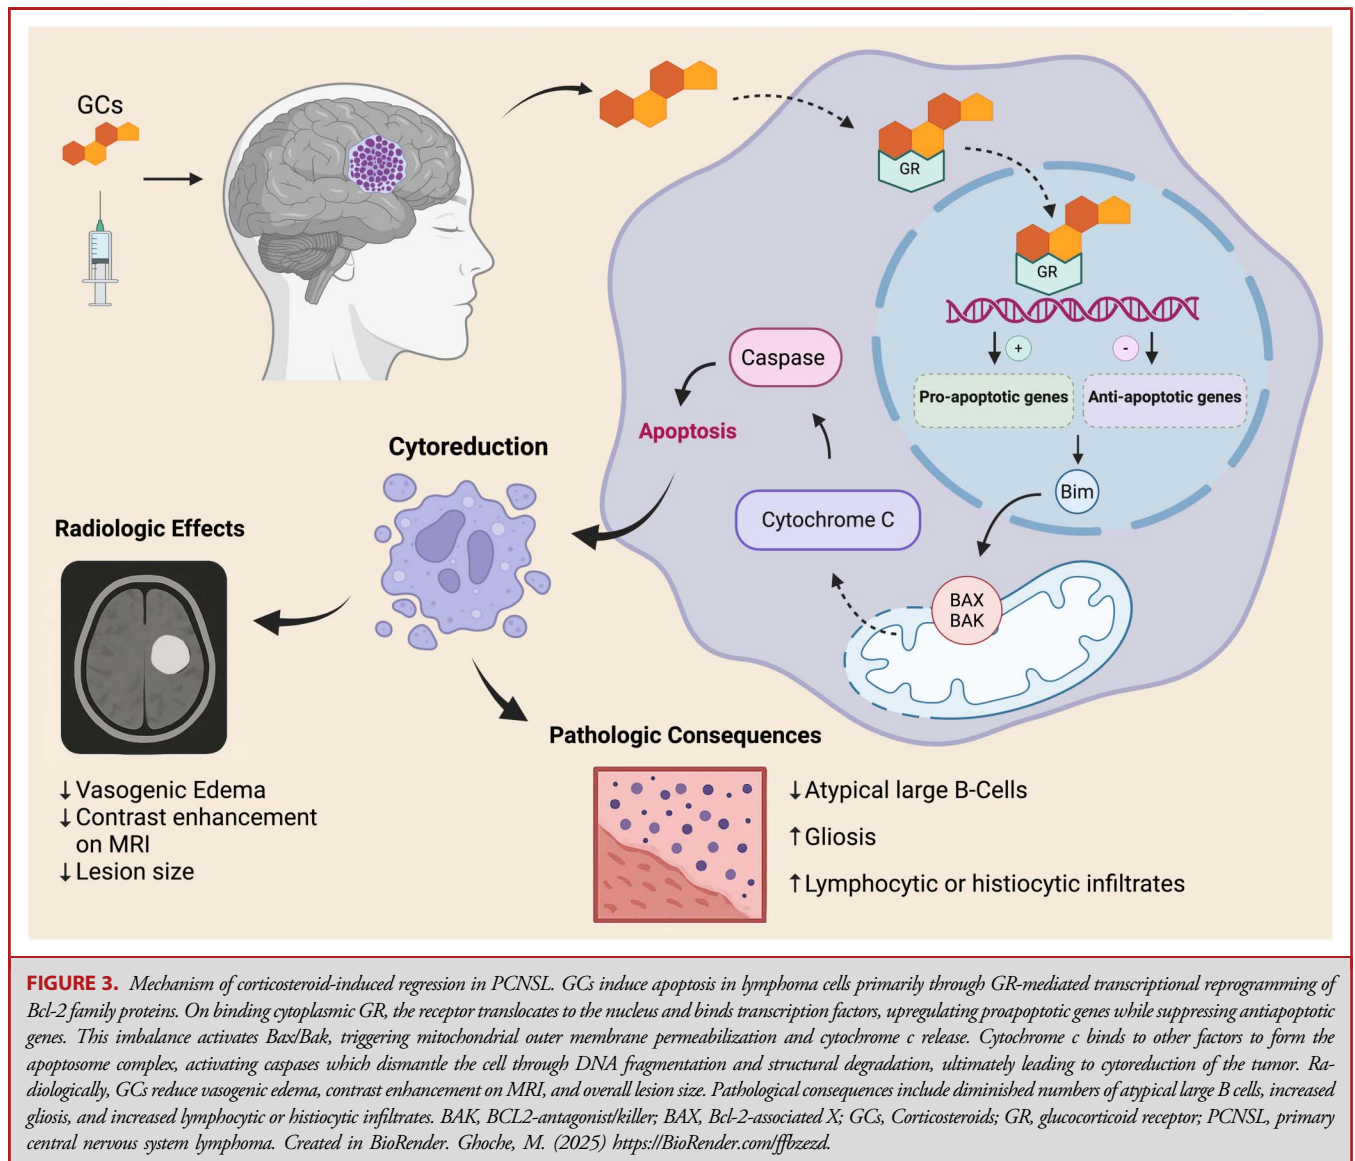 GCs
GR
GR
+
-
Pro-apoptotic genes
Anti-apoptotic genes
Bim
BAX
BAK
Cytochrome C
Caspase
Apoptosis
Cytoreduction
Radiologic Effects
↓Vasogenic Edema
↓Contrast enhancement
on MRI
↓Lesion size
Pathologic Consequences
↓Atypical large B-Cells
↑Gliosis
↑Lymphocytic or histiocytic infiltrates
FIGURE 3. Mechanism of corticosteroid-induced regression in PCNSL. GCs induce apoptosis in lymphoma cells primarily through GR-mediated transcriptional reprogramming of
Bcl-2 family proteins. On binding cytoplasmic GR, the receptor translocates to the nucleus and binds transcription factors, upregulating proapoptotic genes while suppressing antiapoptotic
genes. This imbalance activates Bax/Bak, triggering mitochondrial outer membrane permeabilization and cytochrome c release. Cytochrome c binds to other factors to form the
apoptosome complex, activating caspases which dismantle the cell through DNA fragmentation and structural degradation, ultimately leading to cytoreduction of the tumor. Ra-
diologically, GCs reduce vasogenic edema, contrast enhancement on MRI, and overall lesion size. Pathological consequences include diminished numbers of atypical large B cells, increased
gliosis, and increased lymphocytic or histiocytic infiltrates. BAK, BCL2-antagonist/killer; BAX, Bcl-2-associated X; GCs, Corticosteroids; GR, glucocorticoid receptor; PCNSL, primary
central nervous system lymphoma. Created in BioRender. Ghoche, M. (2025) https://BioRender.com/ffbzezd.